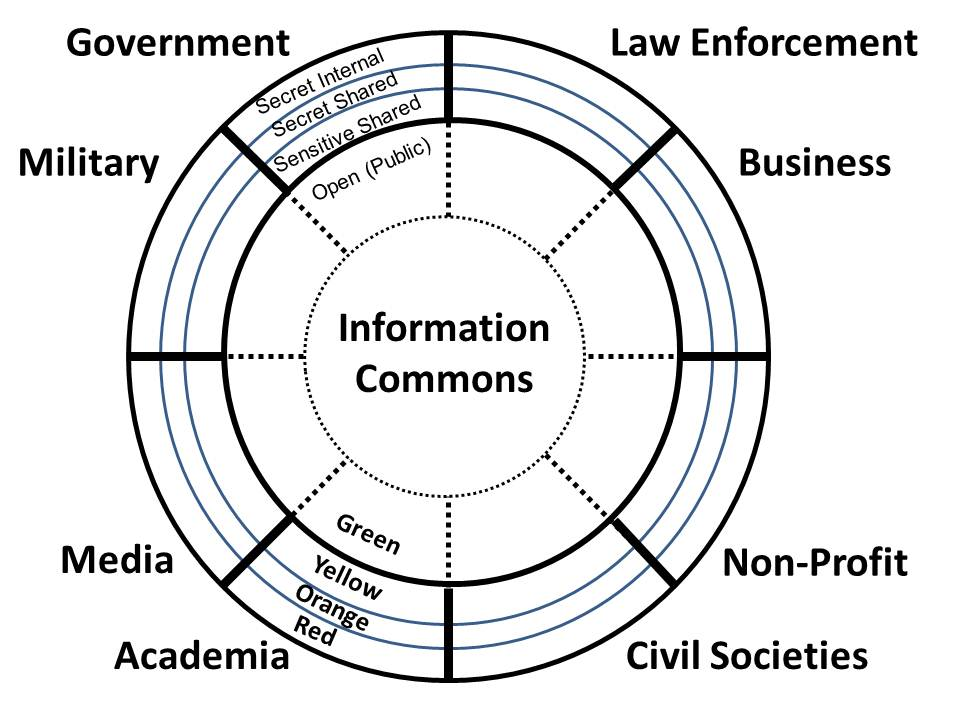 Government
Law Enforcement
Secret Internal
Secret Shared
Sensitive Shared
Open (Public)
Military
Business
Information
Commons
Green
Yellow
Orange
Red
Media
Non-Profit
Academia
Civil Societies